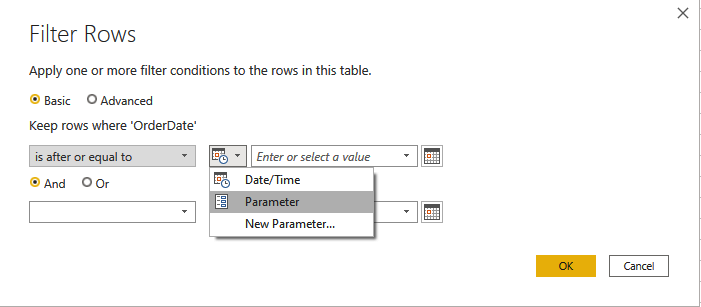 Filter Rows
Apply one or more filter conditions to the rows in this table.
Basic Advanced
Keep rows where 'OrderDate'
is after or equal to Enter or select a value
And Or
Date/Time
Parameter
New Parameter...
OK Cancel